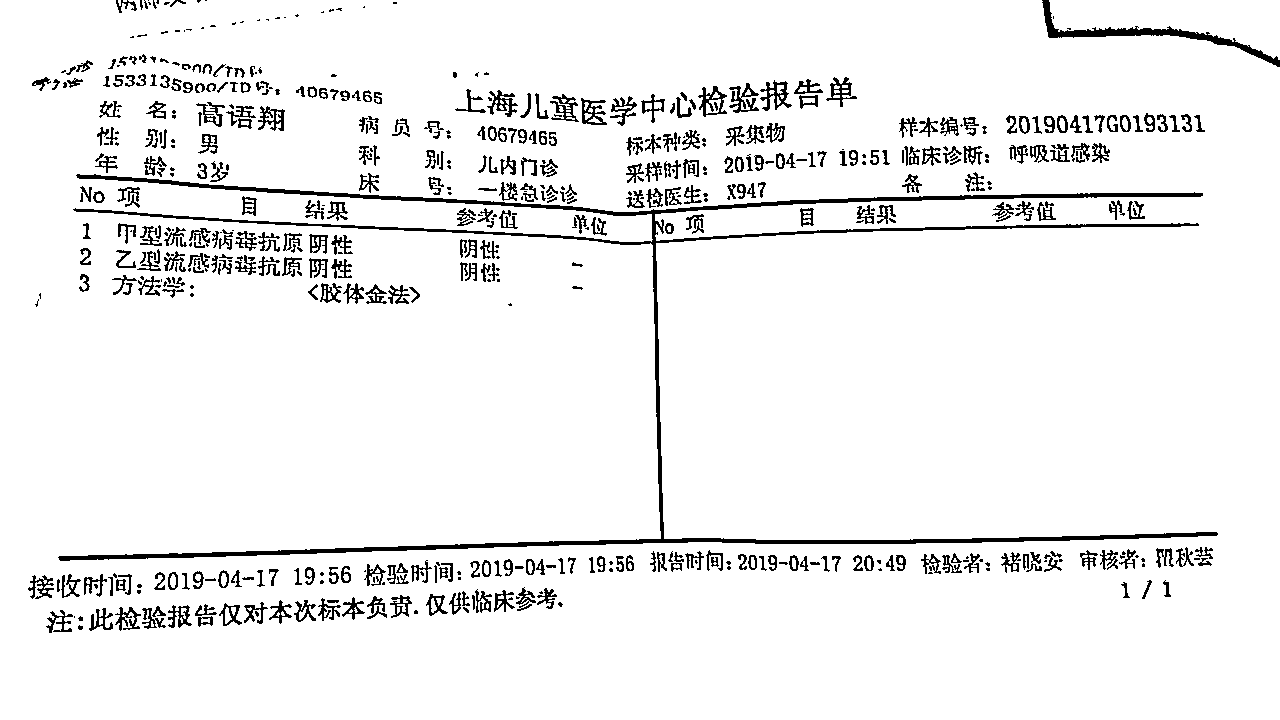 1533135900/ID号: 40679465
上海儿童医学中心检验报告单
姓 名: 高语翔 病 员 号: 40679465 标本种类: 采集物 样本编号: 20190417G0193131
性 别: 男 科 别: 儿内门诊 采样时间: 2019-04-17 19:51 临床诊断: 呼吸道感染
年 龄: 3岁 床 号: 一楼急诊诊 送检医生: X947 备 注:
No 项 目 结果 参考值 单位 No 项 目 结果 参考值 单位
1 甲型流感病毒抗原 阴性 阴性 -
2 乙型流感病毒抗原 阴性 阴性 -
3 方法学: <胶体金法>
接收时间: 2019-04-17 19:56 检验时间: 2019-04-17 19:56 报告时间: 2019-04-17 20:49 检验者: 褚晓安 审核者: 秋芸
1 / 1
注:此检验报告仅对本次标本负责.仅供临床参考.